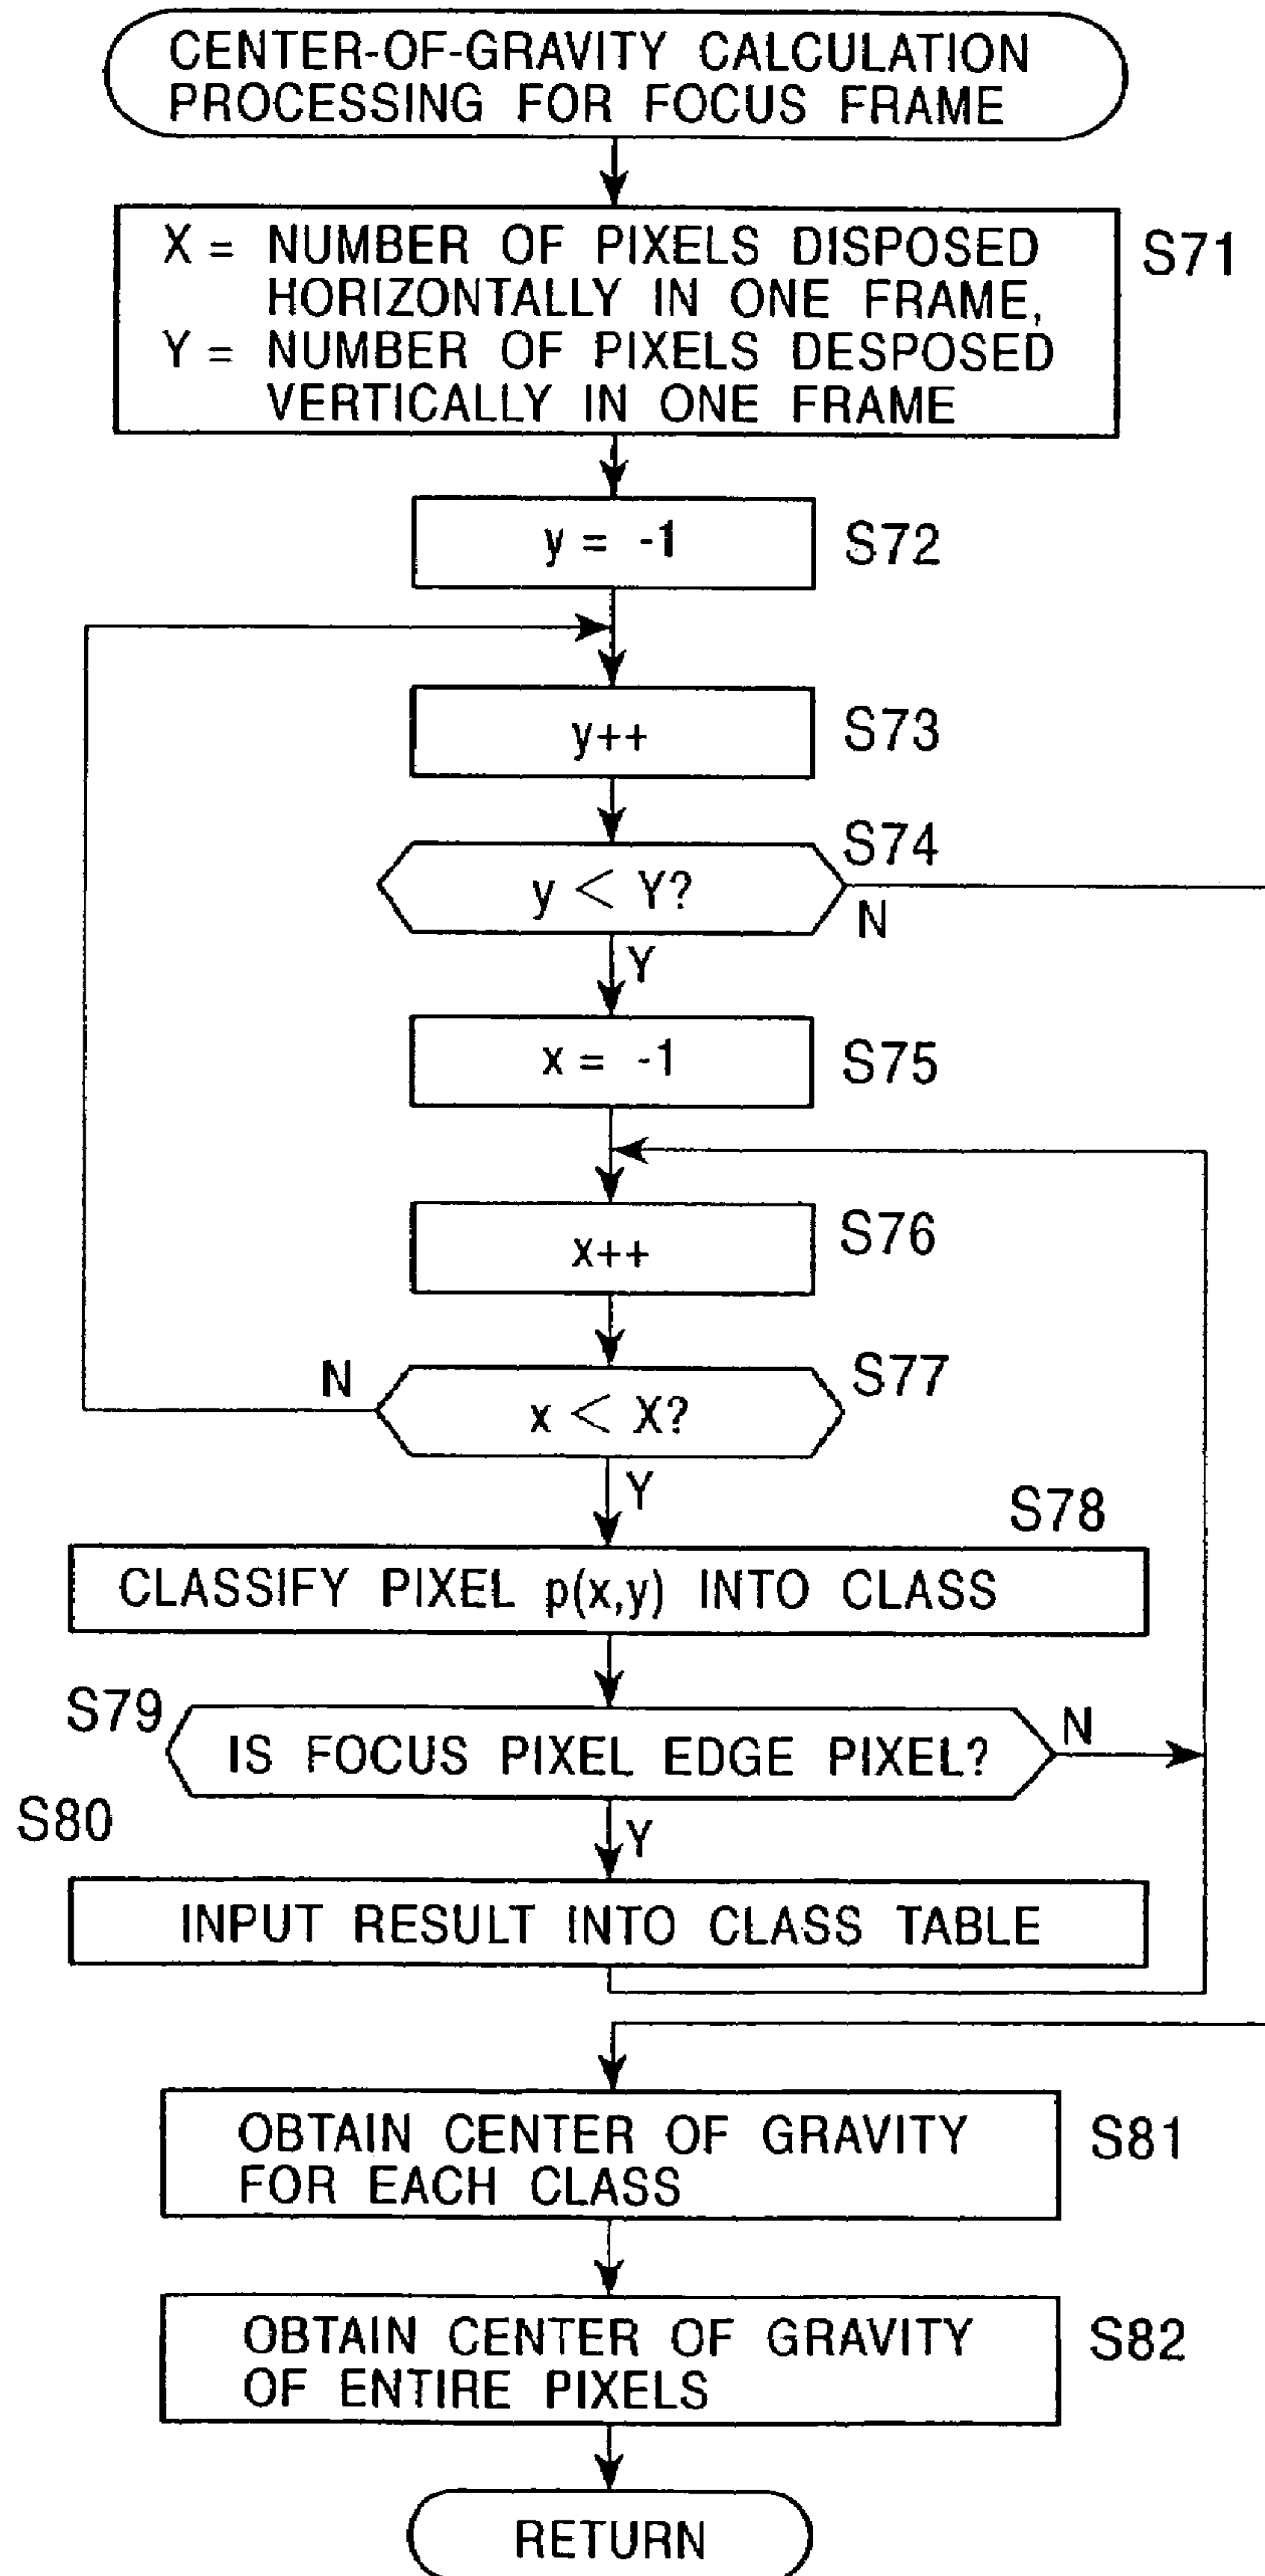 CENTER-OF-GRAVITY CALCULATION
PROCESSING FOR FOCUS FRAME
X = NUMBER OF PIXELS DISPOSED
HORIZONTALLY IN ONE FRAME,
Y = NUMBER OF PIXELS DESPOSED
VERTICALLY IN ONE FRAME
S71
y = -1
S72
y++
S73
S74
y < Y?
N
Y
x = -1
S75
x++
S76
N
S77
x < X?
Y
S78
CLASSIFY PIXEL p(x,y) INTO CLASS
S79
N
IS FOCUS PIXEL EDGE PIXEL?
S80
Y
INPUT RESULT INTO CLASS TABLE
OBTAIN CENTER OF GRAVITY
FOR EACH CLASS
S81
OBTAIN CENTER OF GRAVITY
OF ENTIRE PIXELS
S82
RETURN